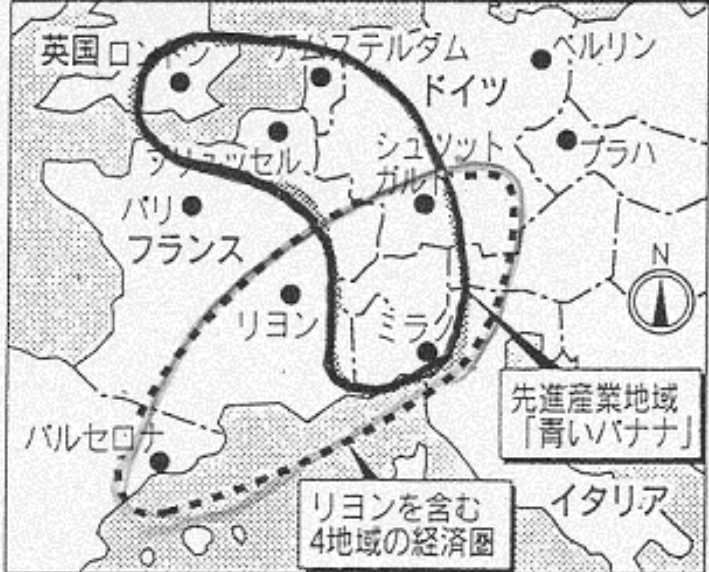 英国
ロンドン
アムステルダム
ベルリン
ドイツ
ブリュッセル
シュツット
ガルト
プラハ
パリ
フランス
N
リヨン
ミラノ
先進産業地域
「青いバナナ」
バルセロナ
リヨンを含む
4地域の経済圏
イタリア